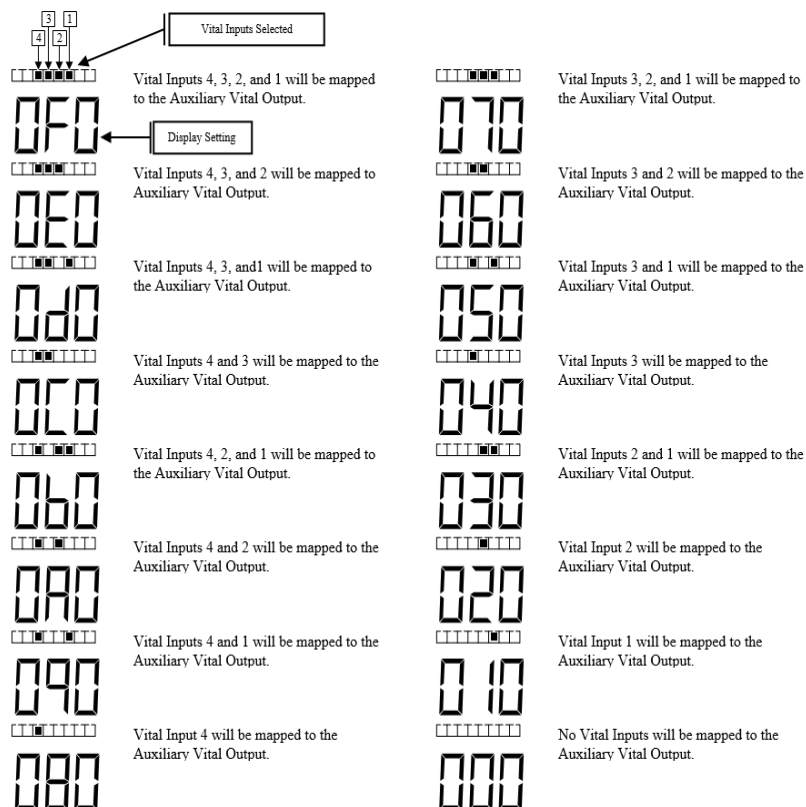 3 1
4 2
Vital Inputs Selected
Vital Inputs 4, 3, 2, and 1 will be mapped
to the Auxiliary Vital Output.
0F0
Display Setting
Vital Inputs 4, 3, and 2 will be mapped to
Auxiliary Vital Output.
0E0
Vital Inputs 4, 3, and1 will be mapped to
the Auxiliary Vital Output.
0d0
Vital Inputs 4 and 3 will be mapped to the
Auxiliary Vital Output.
0C0
Vital Inputs 4, 2, and 1 will be mapped to
the Auxiliary Vital Output.
0b0
Vital Inputs 4 and 2 will be mapped to the
Auxiliary Vital Output.
0A0
Vital Inputs 4 and 1 will be mapped to the
Auxiliary Vital Output.
090
Vital Input 4 will be mapped to the
Auxiliary Vital Output.
080
Vital Inputs 3, 2, and 1 will be mapped to
the Auxiliary Vital Output.
070
Vital Inputs 3 and 2 will be mapped to the
Auxiliary Vital Output.
060
Vital Inputs 3 and 1 will be mapped to the
Auxiliary Vital Output.
050
Vital Inputs 3 will be mapped to the
Auxiliary Vital Output.
040
Vital Inputs 2 and 1 will be mapped to the
Auxiliary Vital Output.
030
Vital Input 2 will be mapped to the
Auxiliary Vital Output.
020
Vital Input 1 will be mapped to the
Auxiliary Vital Output.
010
No Vital Inputs will be mapped to the
Auxiliary Vital Output.
000